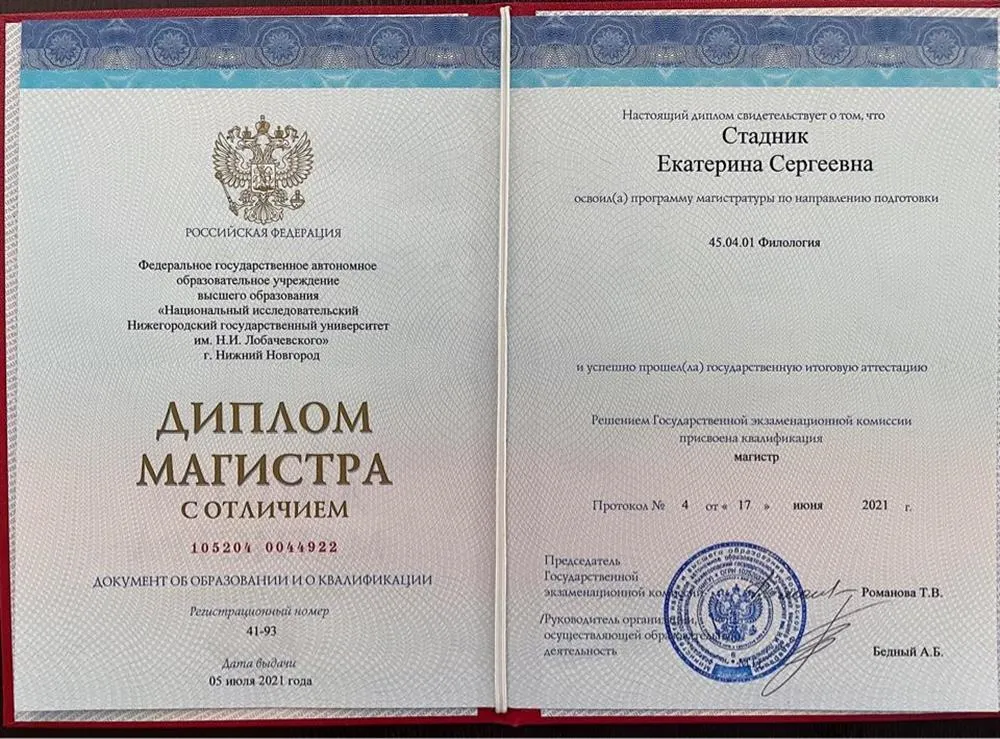 РОССИЙСКАЯ ФЕДЕРАЦИЯ
Федеральное государственное автономное
образовательное учреждение
высшего образования
«Национальный исследовательский
Нижегородский государственный университет
им. Н.И. Лобачевского»
г. Нижний Новгород
ДИПЛОМ
МАГИСТРА
С ОТЛИЧИЕМ
105204 0044922
ДОКУМЕНТ ОБ ОБРАЗОВАНИИ И О КВАЛИФИКАЦИИ
Регистрационный номер
41-93
Дата выдачи
05 июля 2021 года
Настоящий диплом свидетельствует о том, что
Стадник
Екатерина Сергеевна
освоил(а) программу магистратуры по направлению подготовки
45.04.01 Филология
и успешно прошел(ла) государственную итоговую аттестацию
Решением Государственной экзаменационной комиссии
присвоена квалификация
магистр
Протокол № 4 от « 17 » июня 2021 г.
Председатель
Государственной
экзаменационной Романова Т.В.
Руководитель
осуществляющей
деятельность Бедный А.Б.